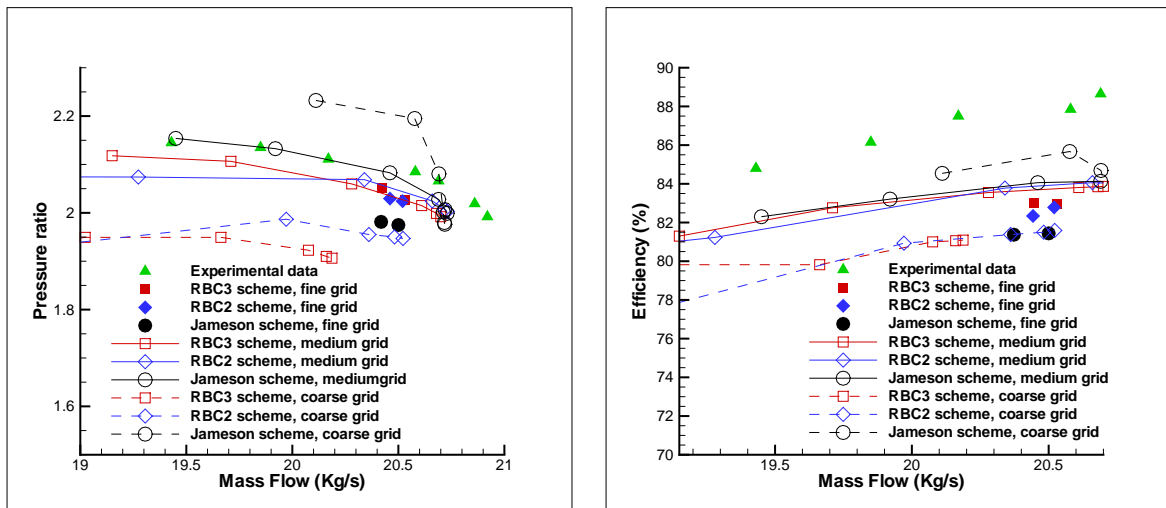 Pressure ratio
2.2
2
1.8
1.6
Experimental data
RBC3 scheme, fine grid
RBC2 scheme, fine grid
Jameson scheme, fine grid
RBC3 scheme, medium grid
RBC2 scheme, medium grid
Jameson scheme, mediumgrid
RBC3 scheme, coarse grid
RBC2 scheme, coarse grid
Jameson scheme, coarse grid
19 19.5 20 20.5 21
Mass Flow (Kg/s)
Efficiency (%)
90
88
86
84
82
80
78
76
74
72
70
Experimental data
RBC3 scheme, fine grid
RBC2 scheme, fine grid
Jameson scheme, fine grid
RBC3 scheme, medium grid
RBC2 scheme, medium grid
Jameson scheme, medium grid
RBC3 scheme, coarse grid
RBC2 scheme, coarse grid
Jameson scheme, coarse grid
19.5 20 20.5
Mass Flow (Kg/s)